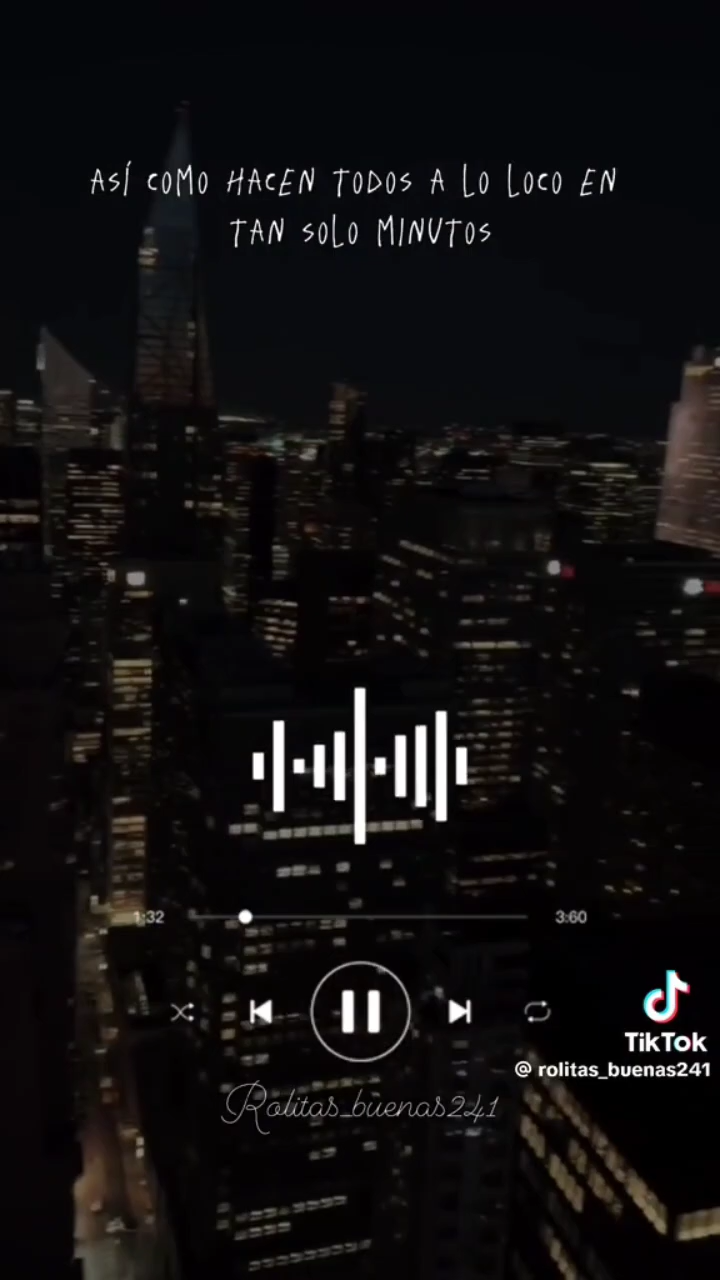 ASÍ COMO HACEN TODOS A LO LOCO EN
TAN SOLO MINUTOS
1:32
3:60
TikTok
@ rolitas_buenas241
Rolitas_buenas241